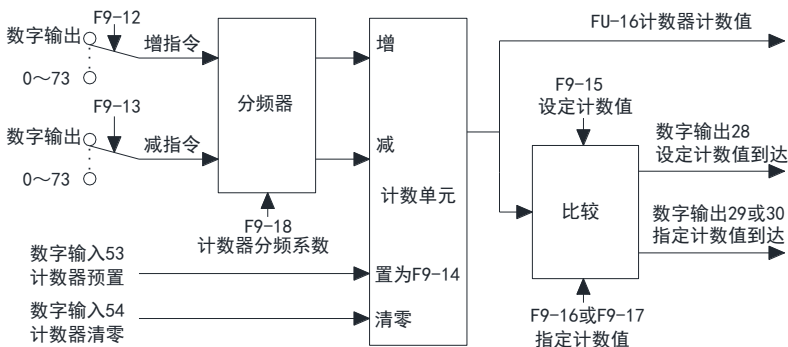 F9-12
数字输出
0～73
增指令
F9-13
数字输出
0～73
减指令
分频器
F9-18
计数器分频系数
数字输入53
计数器预置
数字输入54
计数器清零
增
减
计数单元
置为F9-14
清零
FU-16计数器计数值
F9-15
设定计数值
比较
F9-16或F9-17
指定计数值
数字输出28
设定计数值到达
数字输出29或30
指定计数值到达